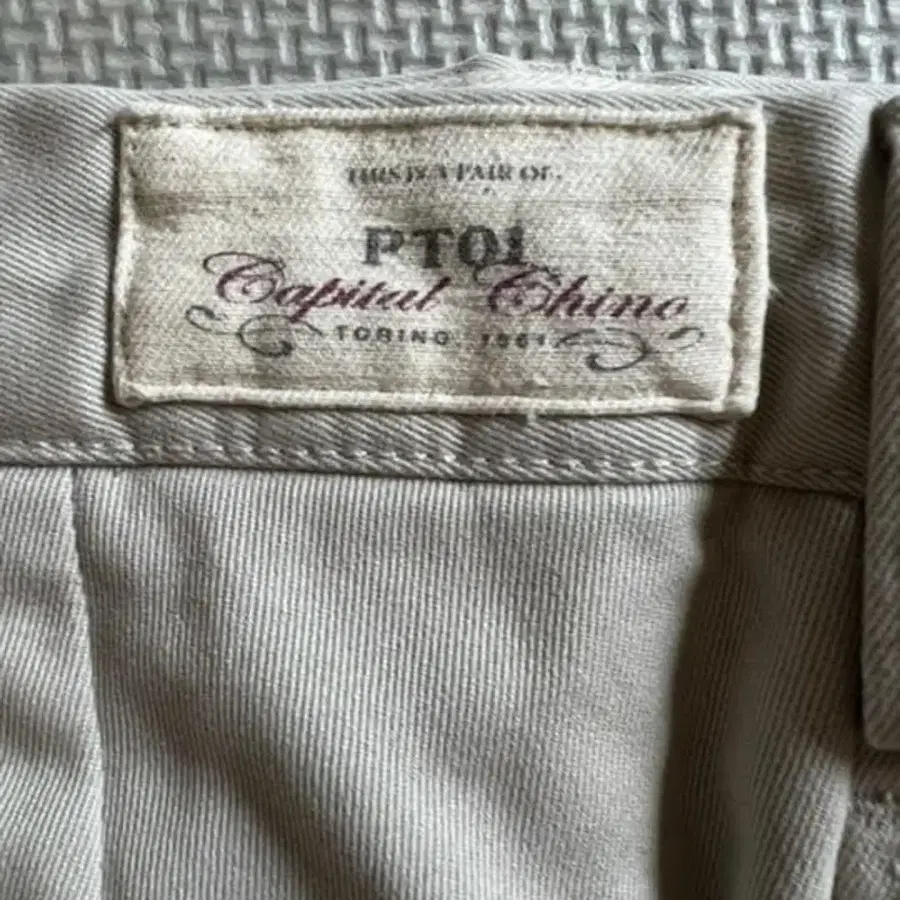 THIS IS A PAIR OF..
PT01
Capital Chino
TORINO 1961